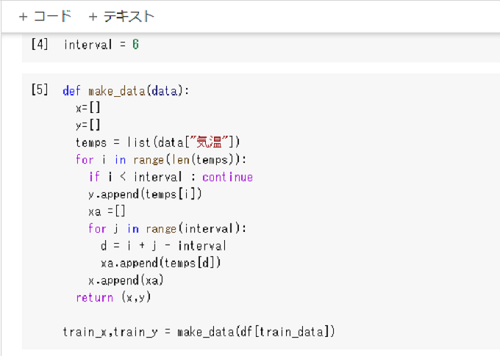 + コード + テキスト
[4] interval = 6
[5] def make_data(data):
x=[]
y=[]
temps = list(data["気温"])
for i in range(len(temps)):
if i < interval : continue
y.append(temps[i])
xa =[]
for j in range(interval):
d = i + j - interval
xa.append(temps[d])
x.append(xa)
return (x,y)
train_x,train_y = make_data(df[train_data])